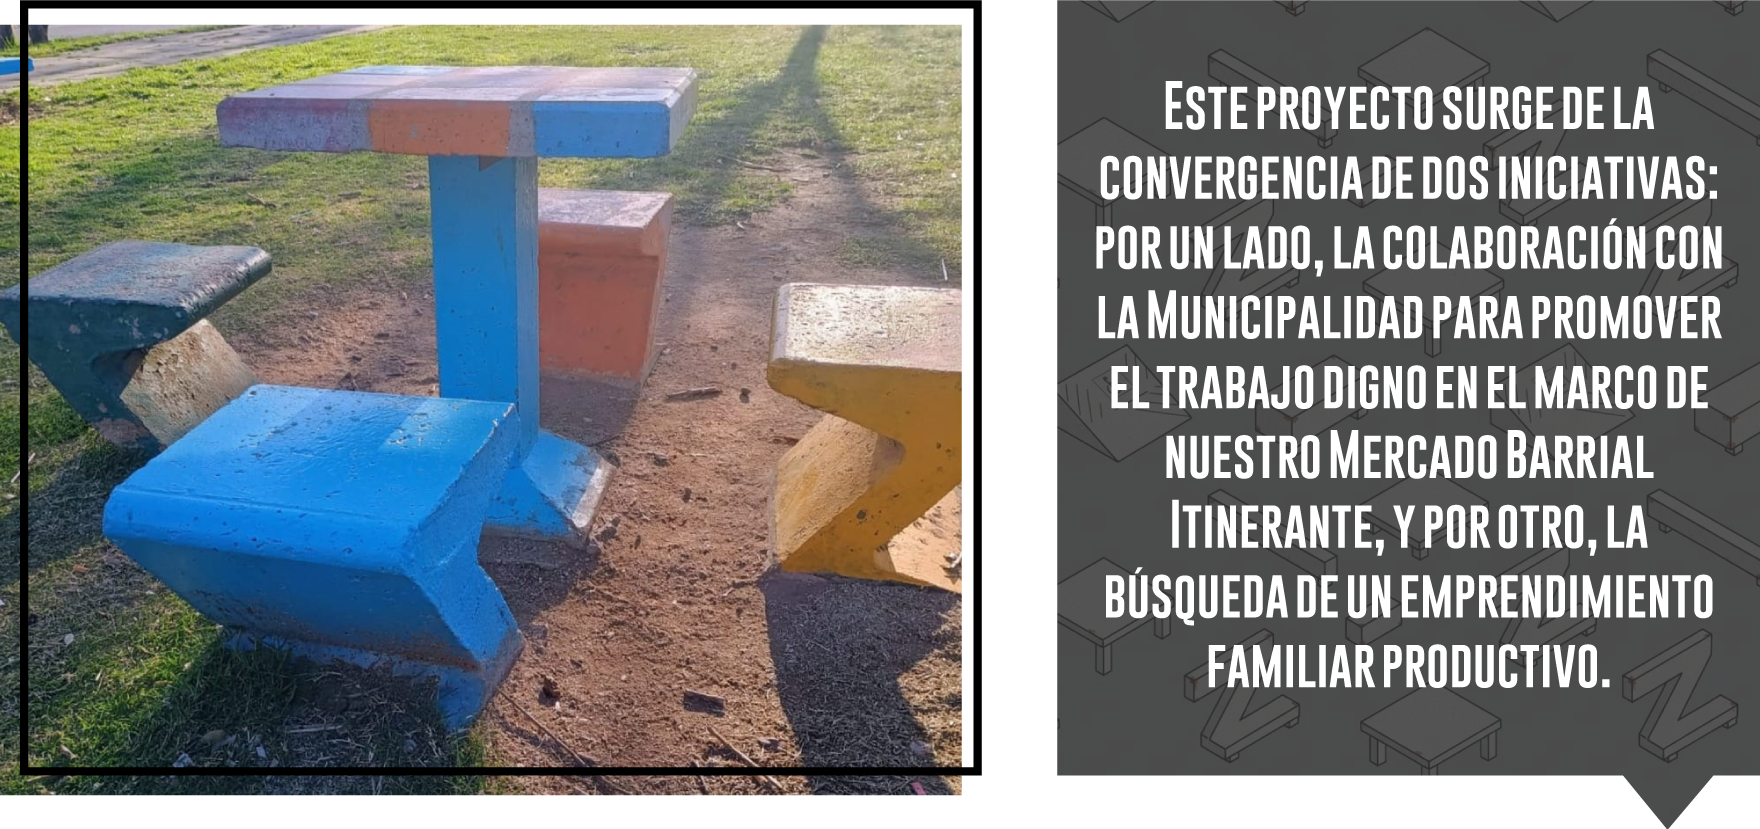 Este proyecto surge de la
convergencia de dos iniciativas:
por un lado, la colaboración con
la Municipalidad para promover
el trabajo digno en el marco de
nuestro Mercado Barrial
Itinerante, y por otro, la
búsqueda de un emprendimiento
familiar productivo.